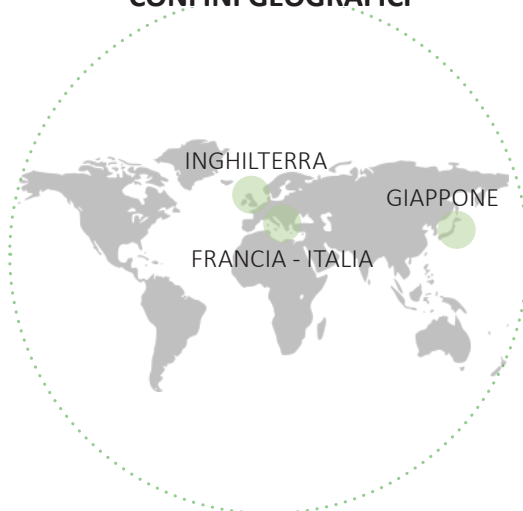 CONFINI GEOGRAFICI
INGHILTERRA
GIAPPONE
FRANCIA - ITALIA